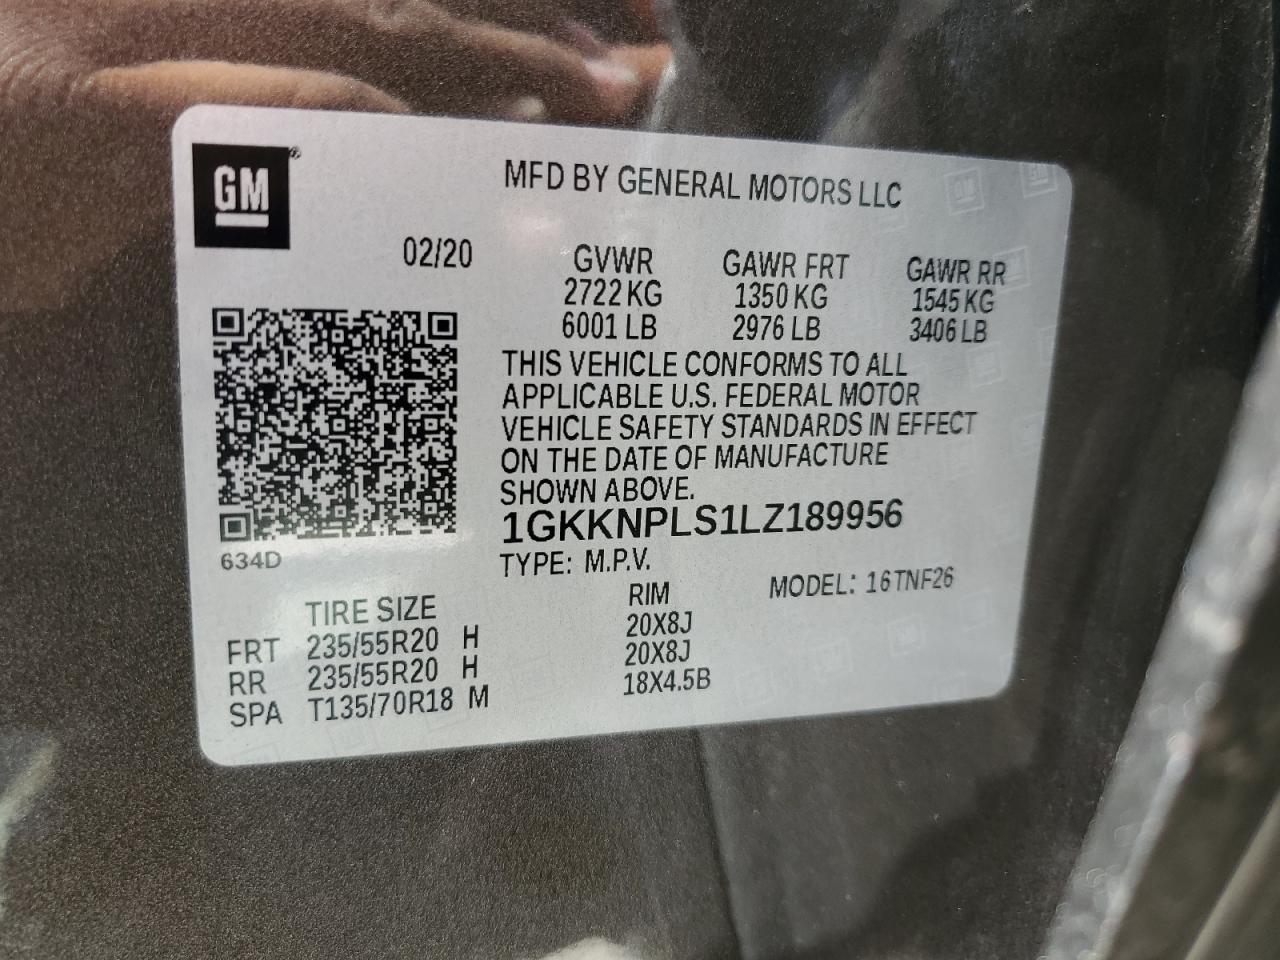 GM®
MFD BY GENERAL MOTORS LLC
02/20 GVWR GAWR FRT GAWR RR
2722 KG 1350 KG 1545 KG
6001 LB 2976 LB 3406 LB
THIS VEHICLE CONFORMS TO ALL
APPLICABLE U.S. FEDERAL MOTOR
VEHICLE SAFETY STANDARDS IN EFFECT
ON THE DATE OF MANUFACTURE
SHOWN ABOVE.
1GKKNPLS1LZ189956
634D
TYPE: M.P.V. MODEL: 16TNF26
TIRE SIZE RIM
FRT 235/55R20 H 20X8J
RR 235/55R20 H 20X8J
SPA T135/70R18 M 18X4.5B